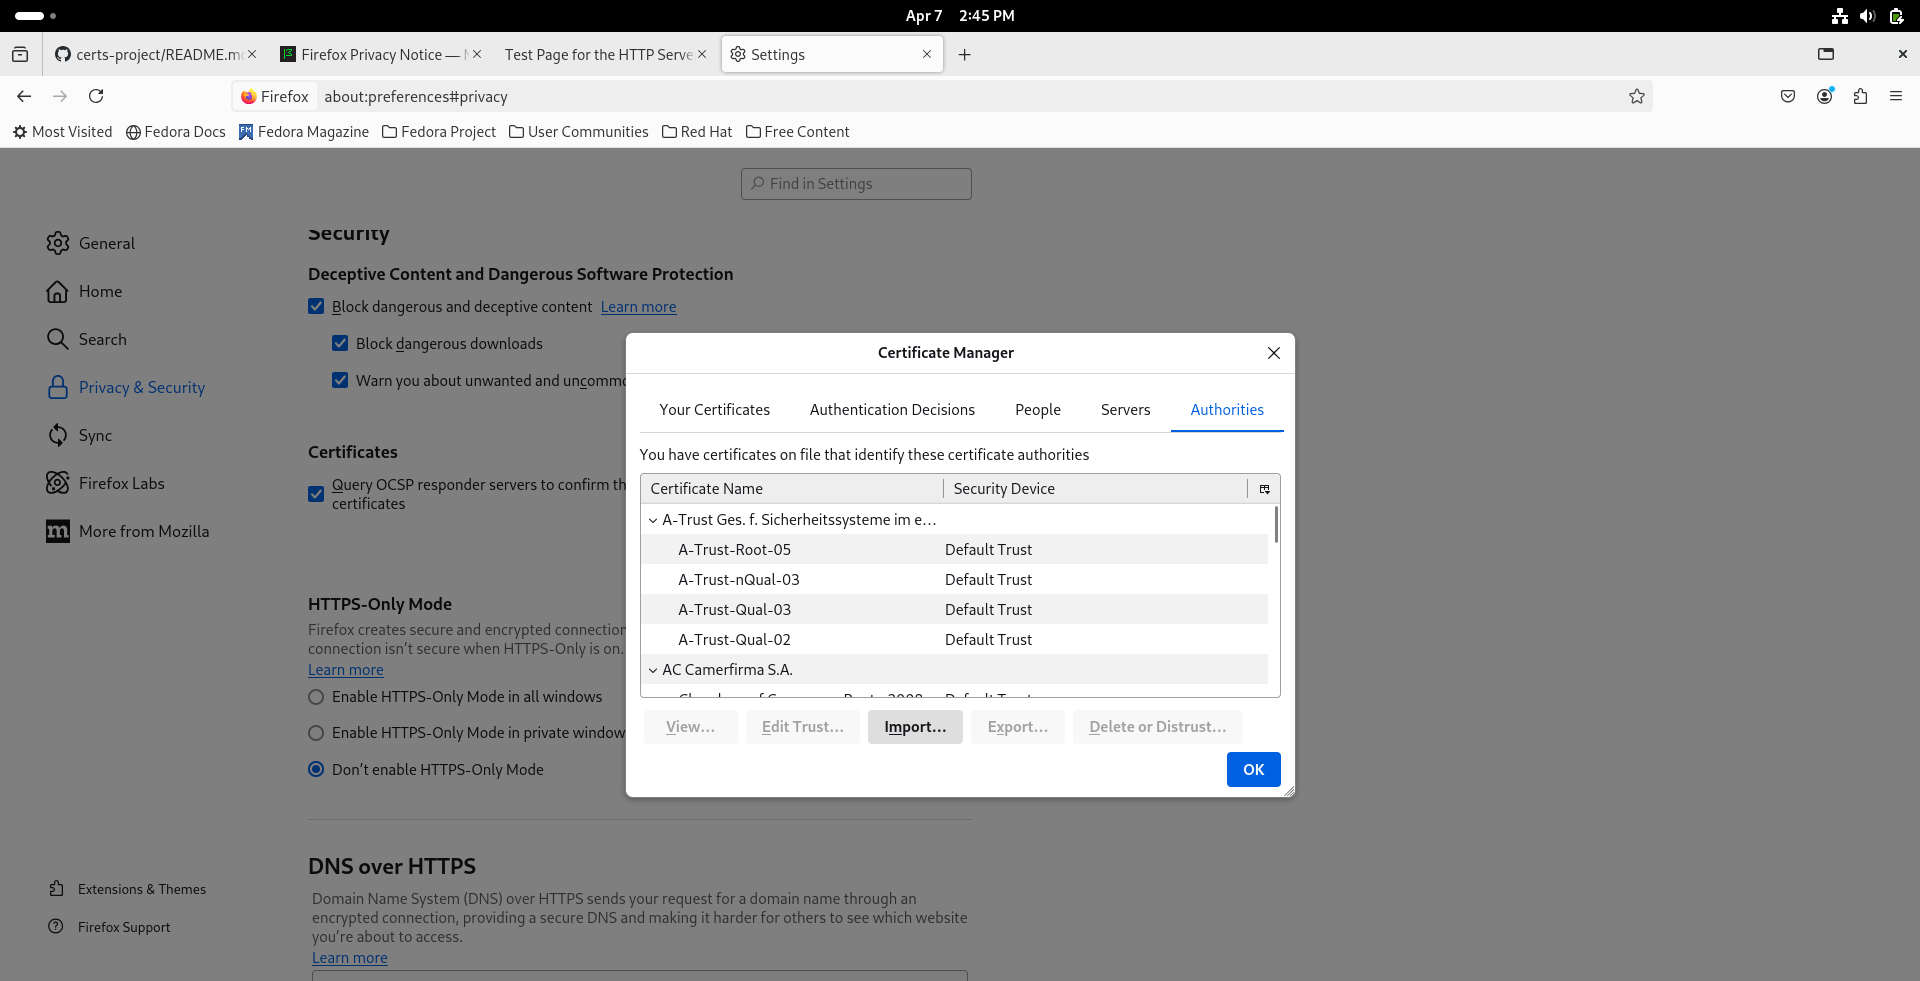 Apr 7 2:45 PM
certs-project/README.m
Firefox Privacy Notice —
Test Page for the HTTP Serve
Settings
Firefox
about:preferences#privacy
Most Visited
Fedora Docs
Fedora Magazine
Fedora Project
User Communities
Red Hat
Free Content
Find in Settings
General
Home
Search
Privacy & Security
Sync
Firefox Labs
More from Mozilla
Extensions & Themes
Firefox Support
Security
Deceptive Content and Dangerous Software Protection
Block dangerous and deceptive content Learn more
Block dangerous downloads
Warn you about unwanted and uncommo
Certificates
Query OCSP responder servers to confirm th
certificates
HTTPS-Only Mode
Firefox creates secure and encrypted connection
connection isn't secure when HTTPS-Only is on.
Learn more
Enable HTTPS-Only Mode in all windows
Enable HTTPS-Only Mode in private window
Don't enable HTTPS-Only Mode
DNS over HTTPS
Domain Name System (DNS) over HTTPS sends your request for a domain name through an
encrypted connection, providing a secure DNS and making it harder for others to see which website
you're about to access.
Learn more
Certificate Manager
Your Certificates
Authentication Decisions
People
Servers
Authorities
You have certificates on file that identify these certificate authorities
Certificate Name Security Device
A-Trust Ges. f. Sicherheitssysteme im e…
A-Trust-Root-05 Default Trust
A-Trust-nQual-03 Default Trust
A-Trust-Qual-03 Default Trust
A-Trust-Qual-02 Default Trust
AC Camerfirma S.A.
View…
Edit Trust…
Import…
Export…
Delete or Distrust…
OK